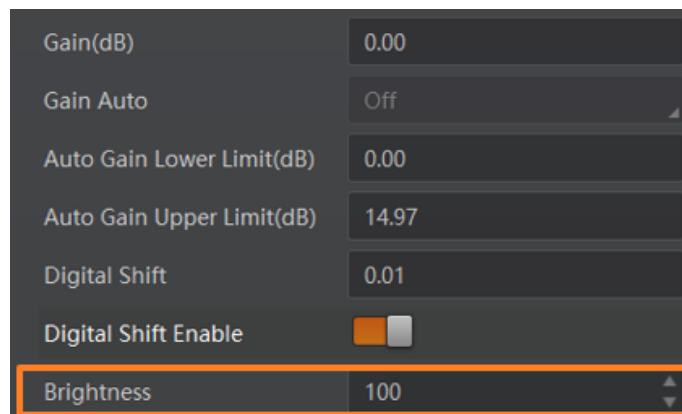 Gain(dB) 0.00
Gain Auto Off
Auto Gain Lower Limit(dB) 0.00
Auto Gain Upper Limit(dB) 14.97
Digital Shift 0.01
Digital Shift Enable
Brightness 100